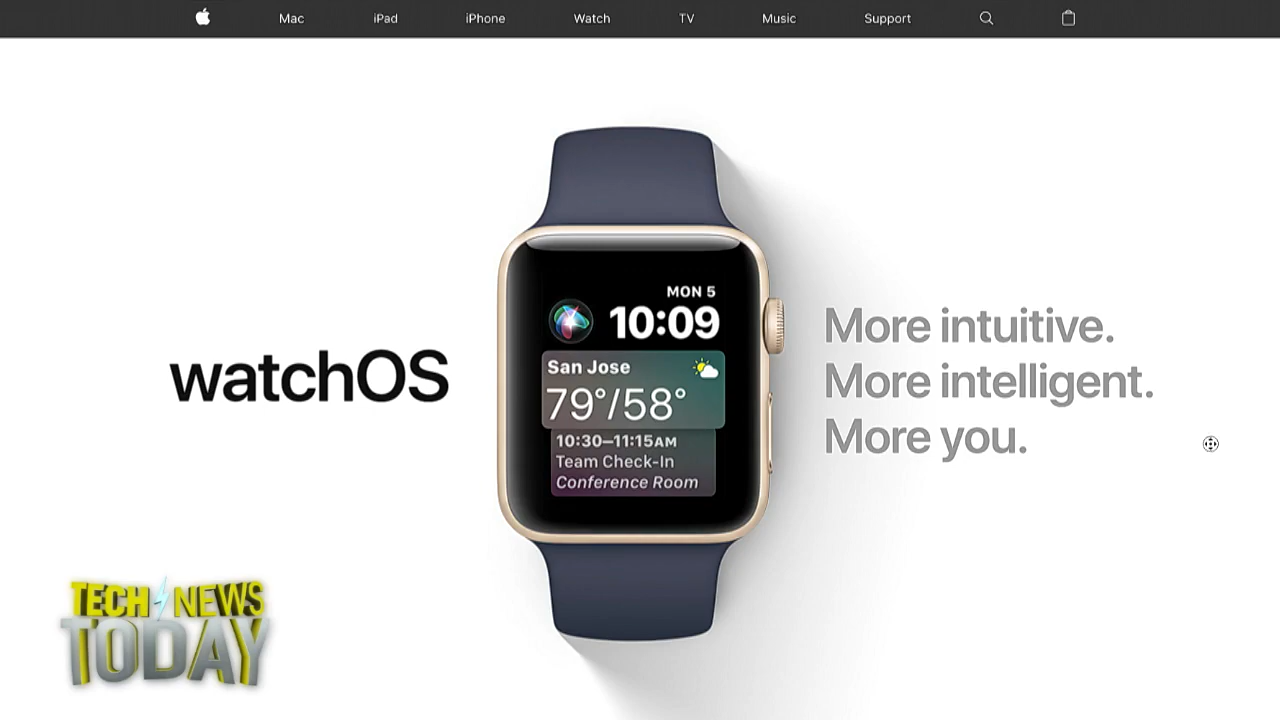 Mac iPad iPhone Watch TV Music Support
watchOS
MON 5
10:09
San Jose
79°/58°
10:30–11:15AM
Team Check-In
Conference Room
More intuitive.
More intelligent.
More you.
TECH NEWS
TODAY